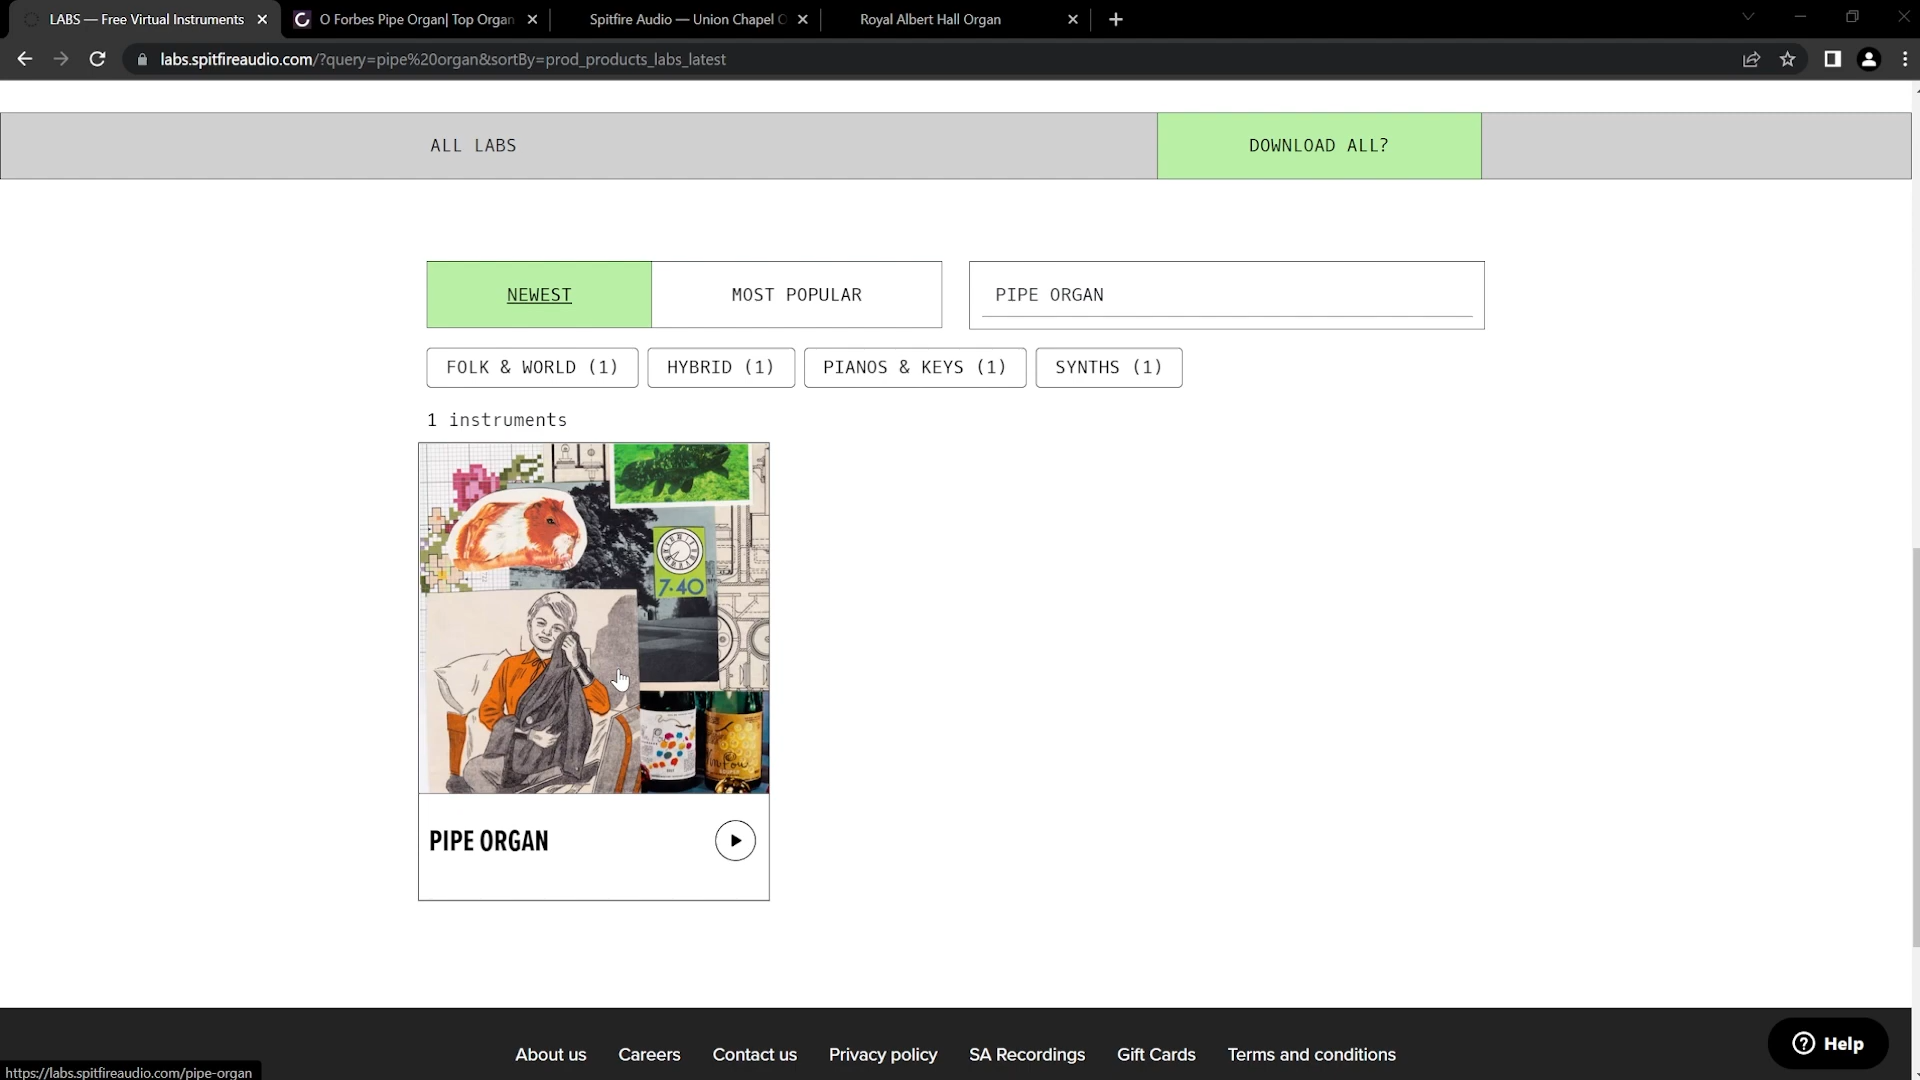 LABS — Free Virtual Instruments
O Forbes Pipe Organ| Top Organ
Spitfire Audio — Union Chapel O
Royal Albert Hall Organ
labs.spitfireaudio.com/?query=pipe%20organ&sortBy=prod_products_labs_latest
ALL LABS
DOWNLOAD ALL?
NEWEST
MOST POPULAR
PIPE ORGAN
FOLK & WORLD (1)
HYBRID (1)
PIANOS & KEYS (1)
SYNTHS (1)
1 instruments
7·40
PIPE ORGAN
Help
About us
Careers
Contact us
Privacy policy
SA Recordings
Gift Cards
Terms and conditions
https://labs.spitfireaudio.com/pipe-organ